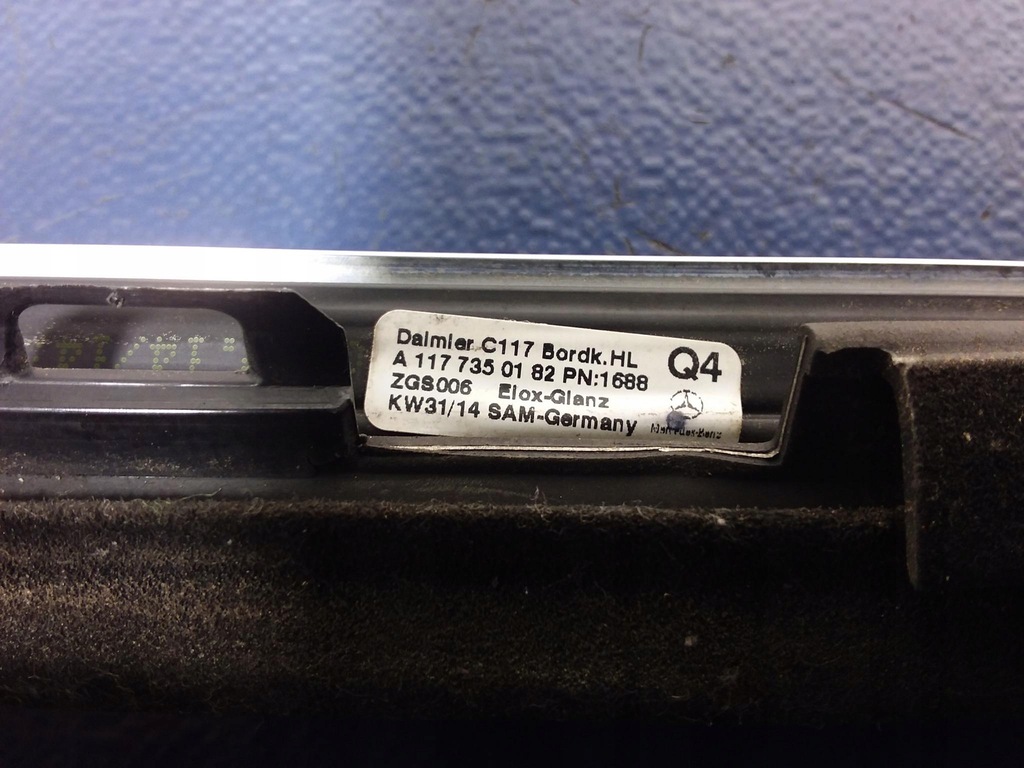 Daimler C117 Bordk.HL
A 117 735 01 82 PN:1688
ZGS006 Elox-Glanz
KW31/14 SAM-Germany
Q4
Mercedes-Benz